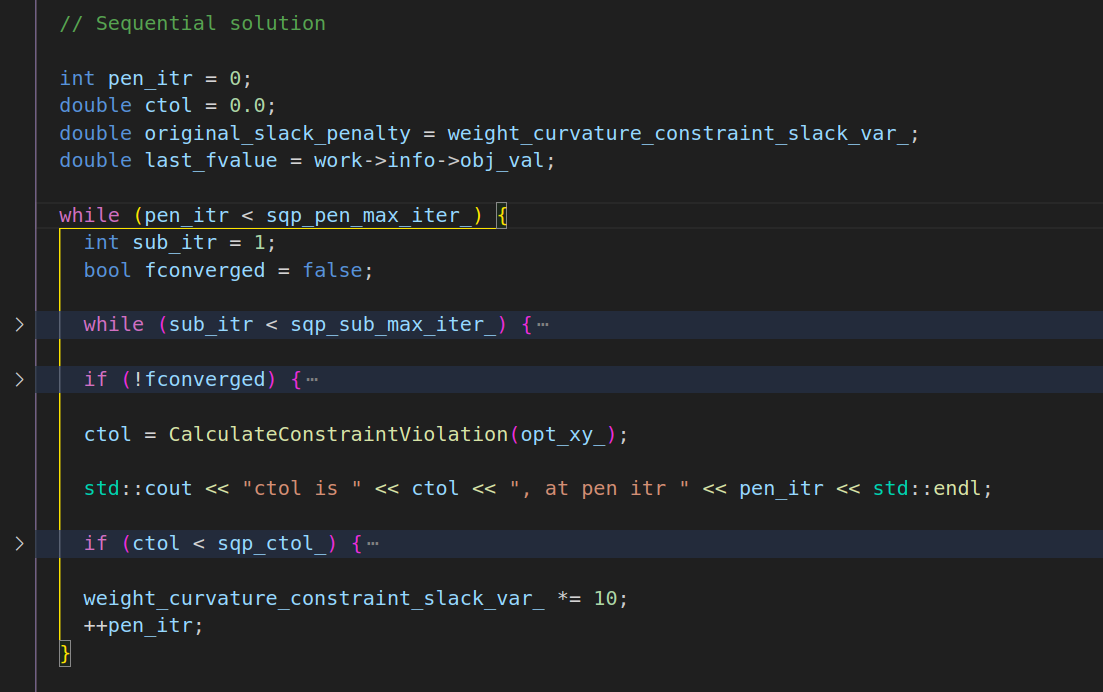 // Sequential solution
int pen_itr = 0;
double ctol = 0.0;
double original_slack_penalty = weight_curvature_constraint_slack_var_;
double last_fvalue = work->info->obj_val;
while (pen_itr < sqp_pen_max_iter_) {
int sub_itr = 1;
bool fconverged = false;
while (sub_itr < sqp_sub_max_iter_) {⋯
if (!fconverged) {⋯
ctol = CalculateConstraintViolation(opt_xy_);
std::cout << "ctol is " << ctol << ", at pen itr " << pen_itr << std::endl;
if (ctol < sqp_ctol_) {⋯
weight_curvature_constraint_slack_var_ *= 10;
++pen_itr;
}